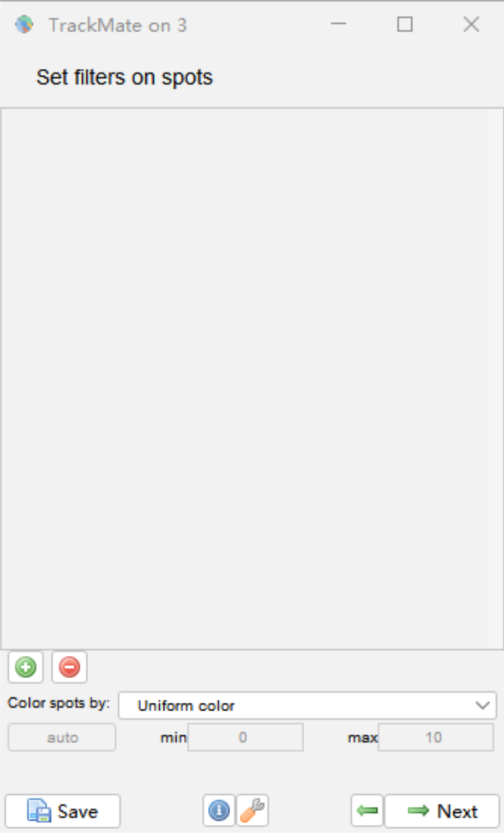 TrackMate on 3
Set filters on spots
Color spots by: Uniform color
auto min 0 max 10
Save Next